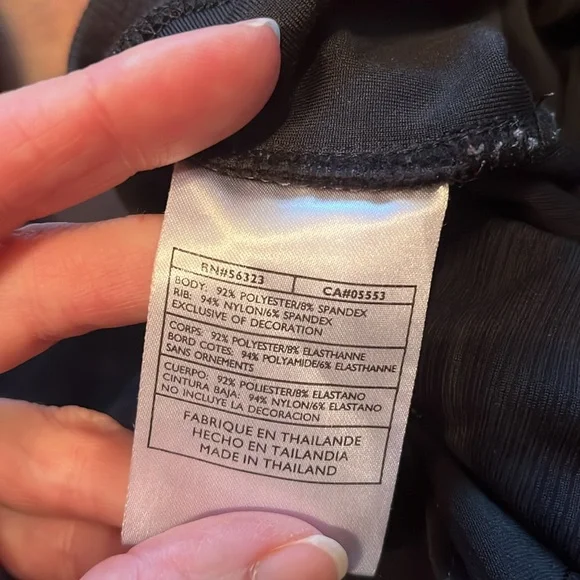 RN#56323 CA#05553
BODY: 92% POLYESTER/8% SPANDEX
RIB: 94% NYLON/6% SPANDEX
EXCLUSIVE OF DECORATION
CORPS: 92% POLYESTER/8% ELASTHANNE
BORD COTES: 94% POLYAMIDE/6% ELASTHANNE
SANS ORNEMENTS
CUERPO: 92% POLIESTER/8% ELASTANO
CINTURA BAJA: 94% NYLON/6% ELASTANO
NO INCLUYE LA DECORACION
FABRIQUE EN THAILANDE
HECHO EN TAILANDIA
MADE IN THAILAND